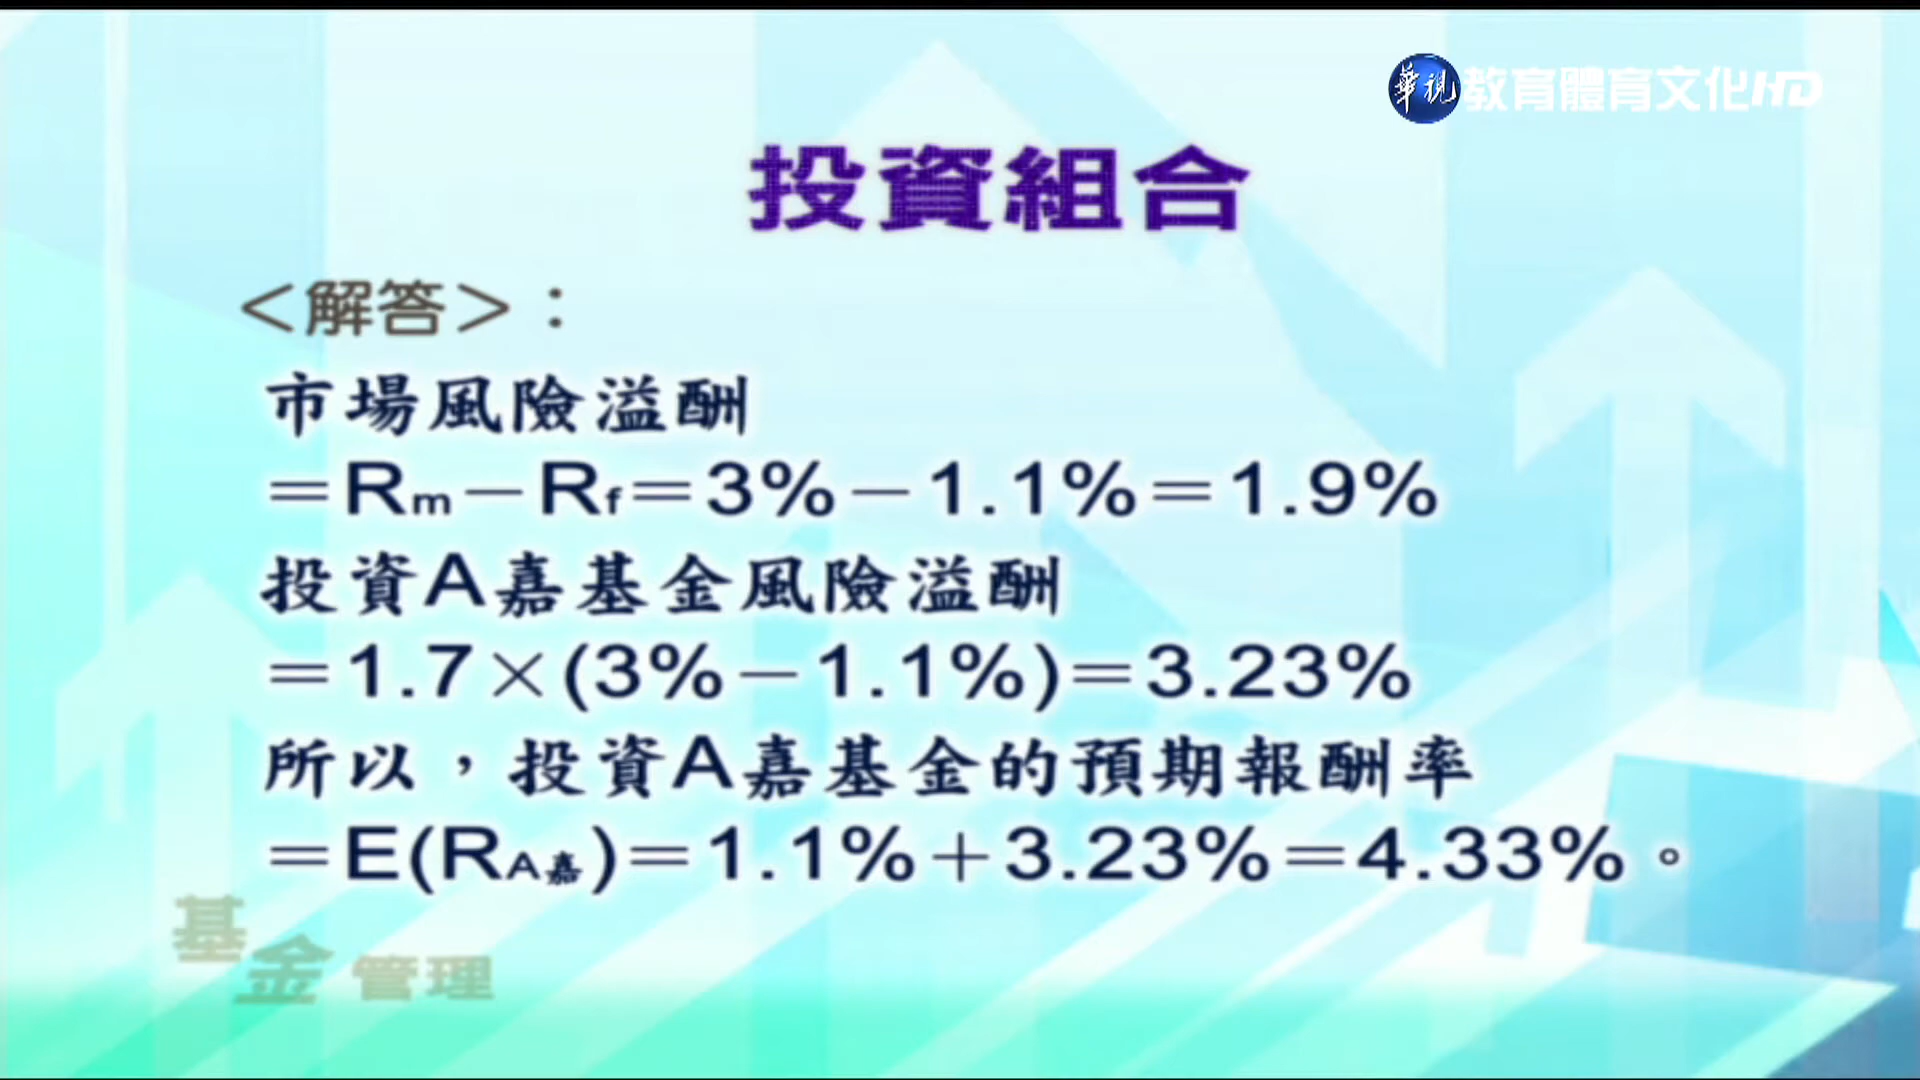 華視 教育體育文化HD
投資組合
＜解答＞：
市場風險溢酬
＝Rm－Rf＝3%－1.1%＝1.9%
投資A嘉基金風險溢酬
＝1.7×(3%－1.1%)＝3.23%
所以，投資A嘉基金的預期報酬率
＝E(RA嘉)＝1.1%＋3.23%＝4.33%。
基金管理